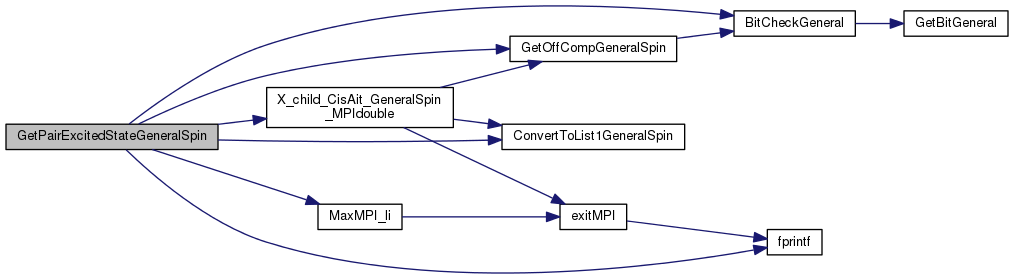 BitCheckGeneral
GetBitGeneral
GetOffCompGeneralSpin
X_child_CisAit_GeneralSpin
_MPIdouble
GetPairExcitedStateGeneralSpin
ConvertToList1GeneralSpin
MaxMPI_li
exitMPI
fprintf